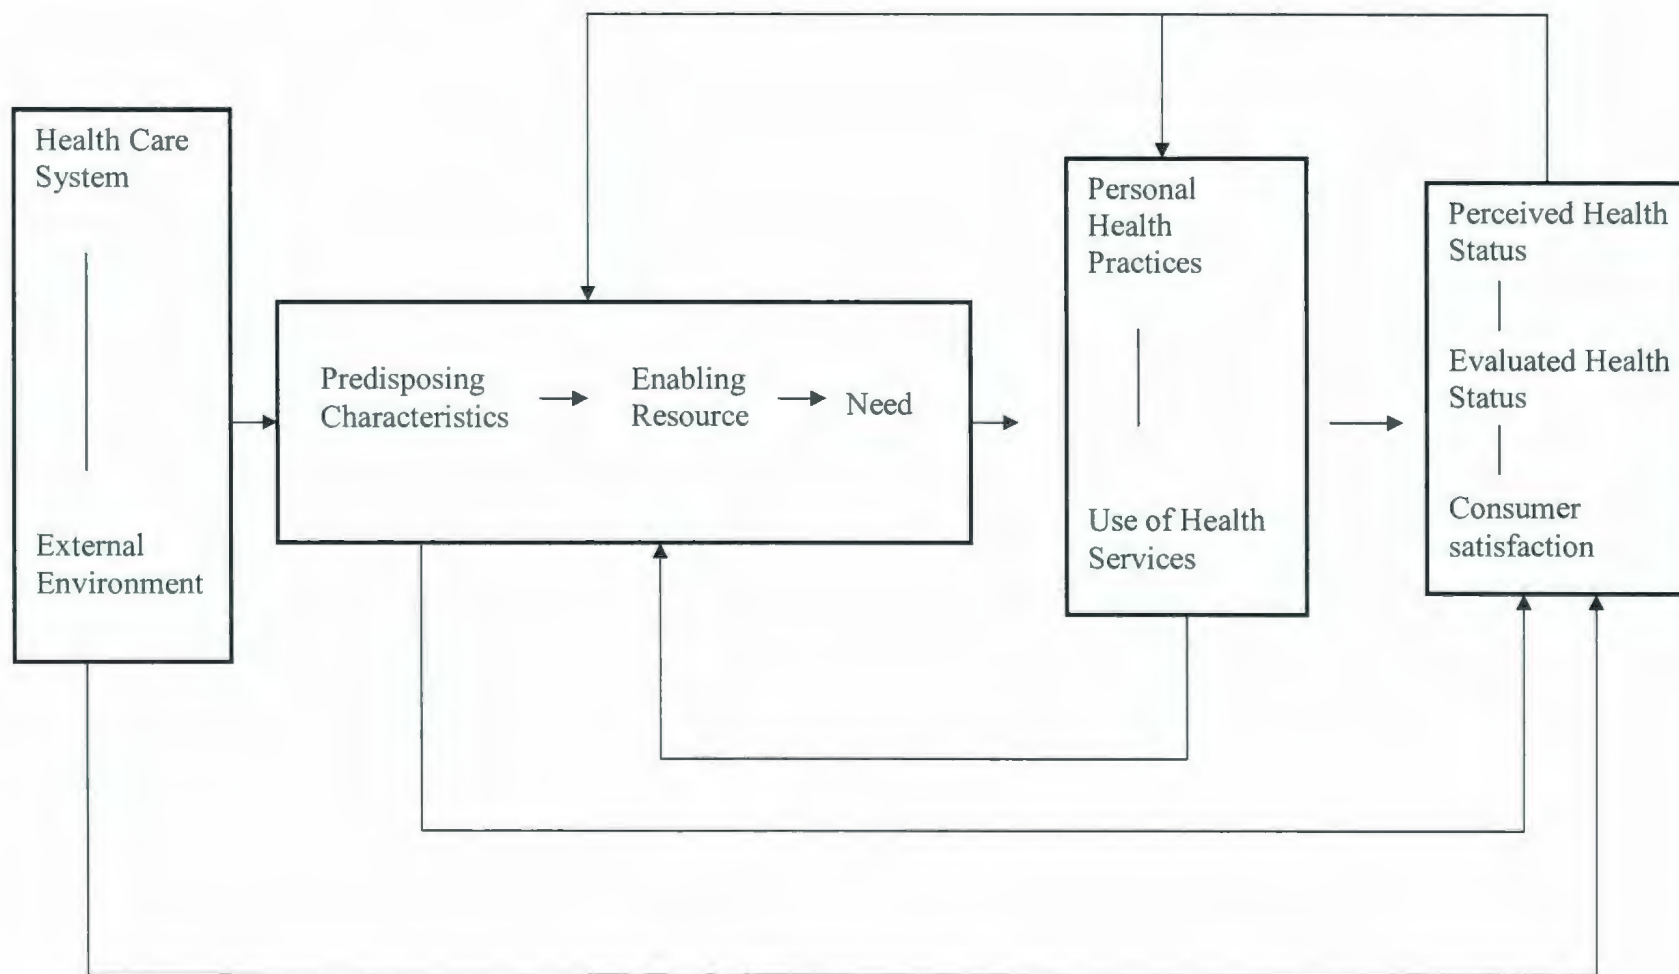 Health Care
System
External
Environment
Predisposing
Characteristics
Enabling
Resource
Need
Personal
Health
Practices
Use of Health
Services
Perceived Health
Status
Evaluated Health
Status
Consumer
satisfaction